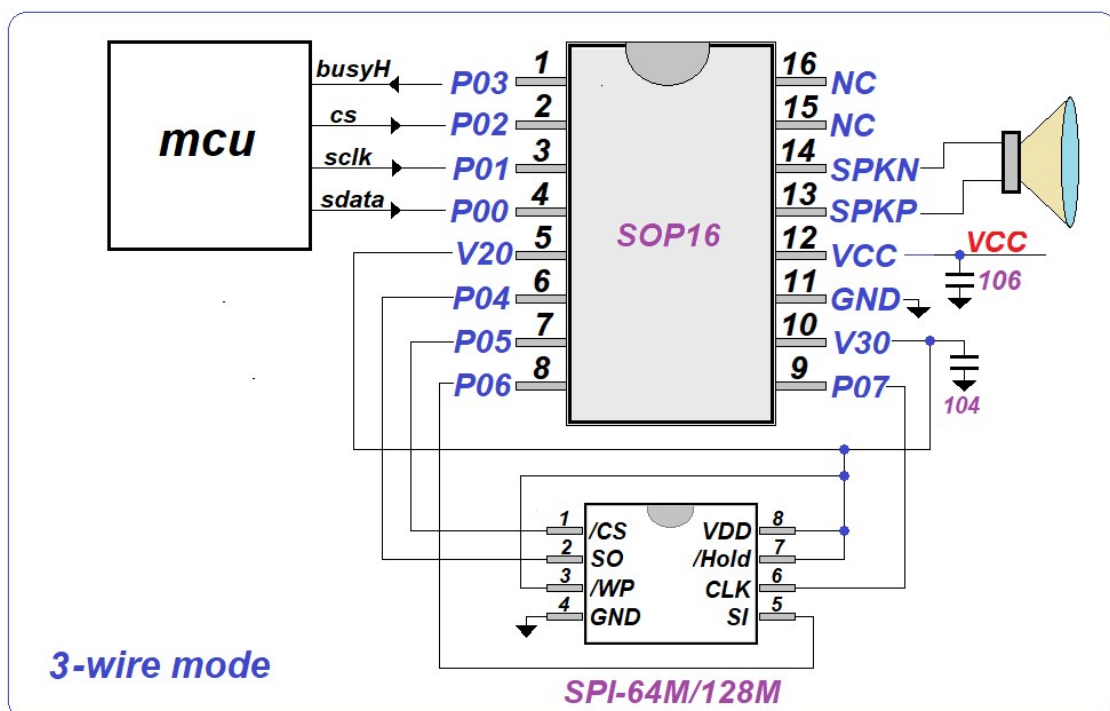 mcu
busyH
cs
sclk
sdata
P03 1
P02 2
P01 3
P00 4
V20 5
P04 6
P05 7
P06 8
SOP16
16 NC
15 NC
14 SPKN
13 SPKP
12 VCC
11 GND
10 V30
9 P07
VCC
106
104
1 /CS
2 SO
3 /WP
4 GND
VDD 8
/Hold 7
CLK 6
SI 5
3-wire mode
SPI-64M/128M